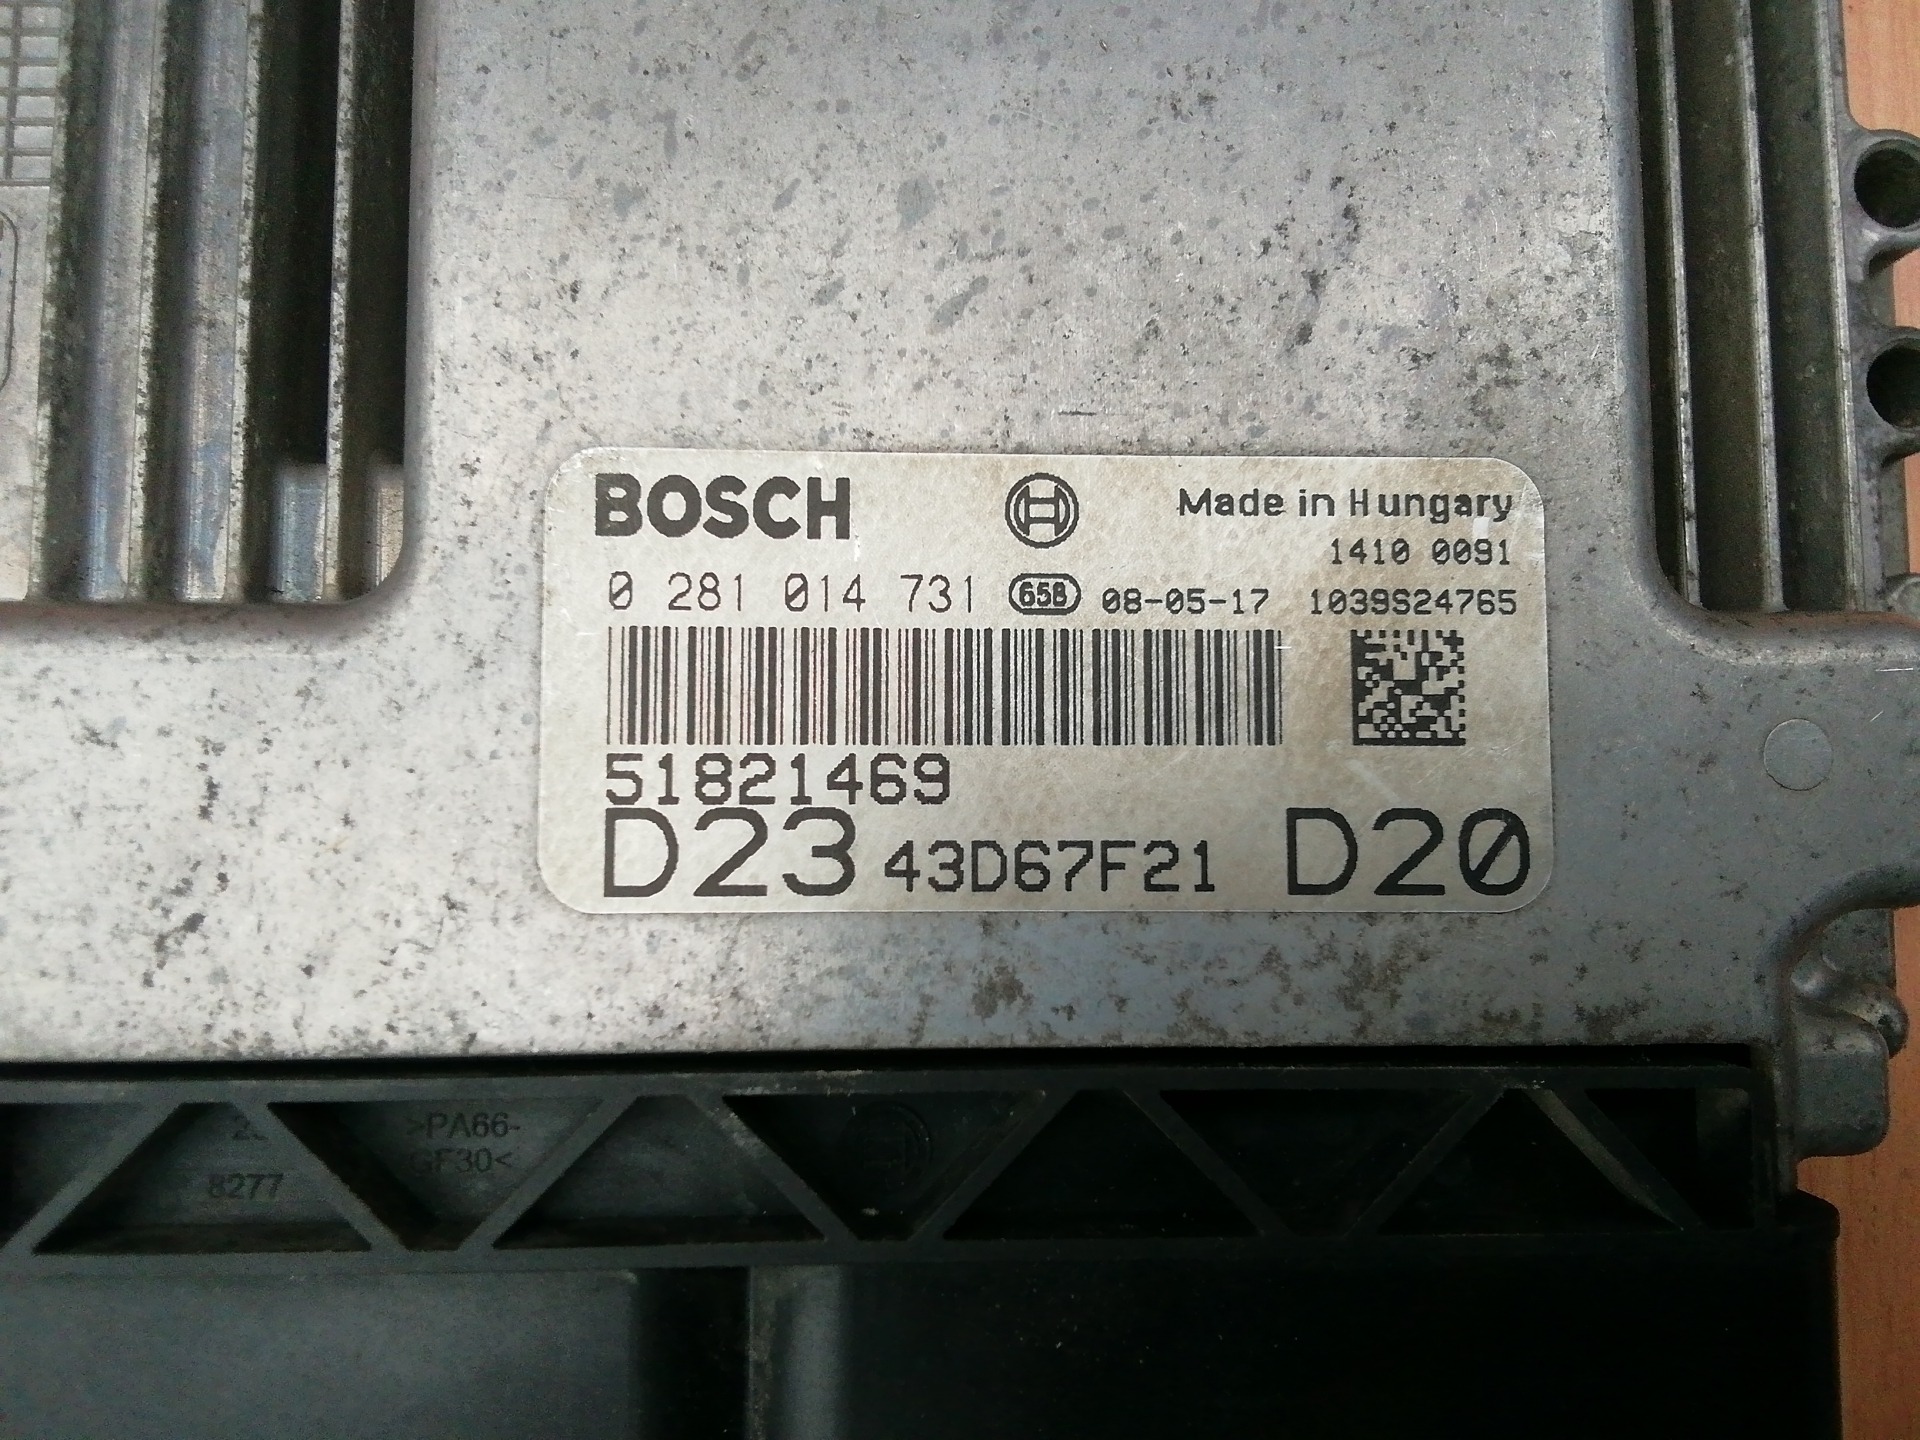 BOSCH
Made in Hungary
1410 0091
0 281 014 731 658 08-05-17 1039S24765
51821469
D23 43D67F21 D20
>PA66-
GF30<
8277